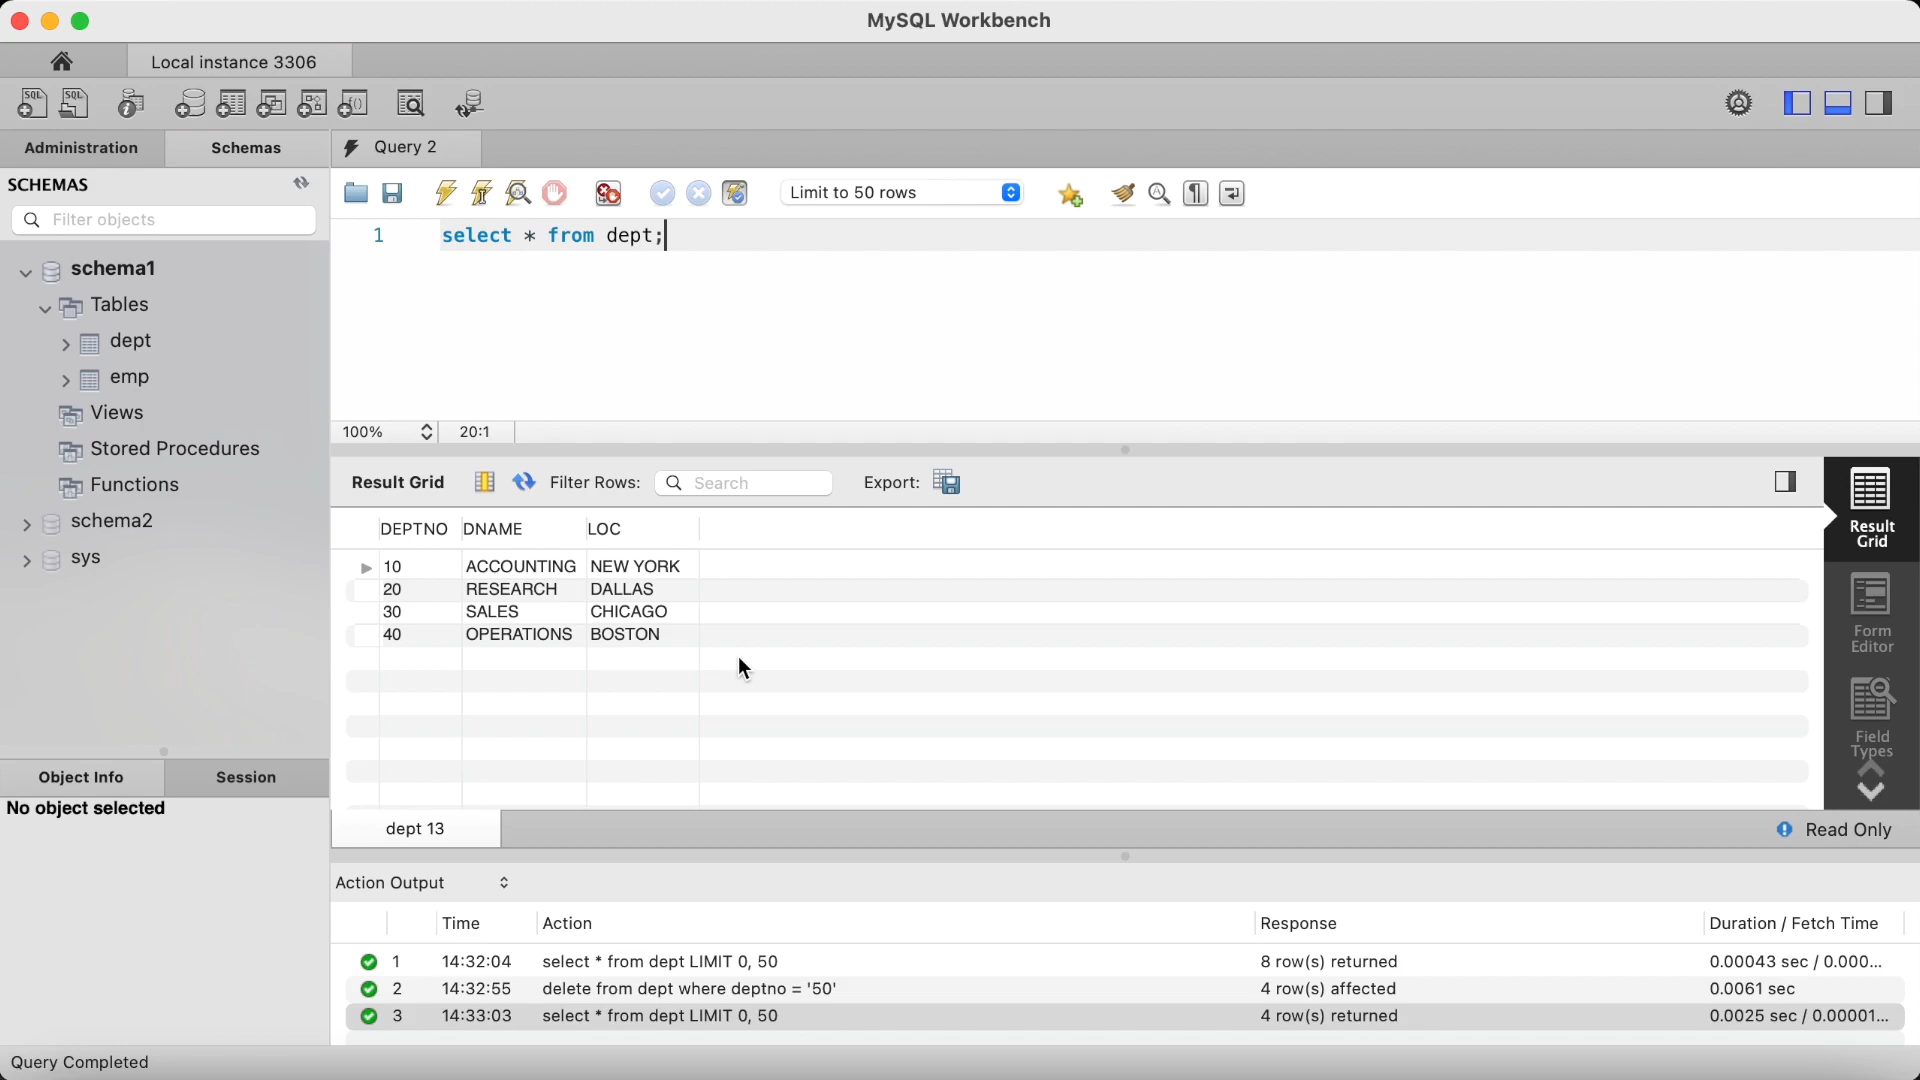 MySQL Workbench
Local instance 3306
SQL SQL
Administration Schemas Query 2
SCHEMAS
Filter objects
Limit to 50 rows
1 select * from dept;
schema1
Tables
dept
emp
Views
Stored Procedures
Functions
schema2
sys
100% 20:1
Result Grid Filter Rows: Search Export:
DEPTNO DNAME LOC
10 ACCOUNTING NEW YORK
20 RESEARCH DALLAS
30 SALES CHICAGO
40 OPERATIONS BOSTON
Result
Grid
Form
Editor
Field
Types
Object Info Session
No object selected
dept 13 Read Only
Action Output
Time Action Response Duration / Fetch Time
1 14:32:04 select * from dept LIMIT 0, 50 8 row(s) returned 0.00043 sec / 0.000...
2 14:32:55 delete from dept where deptno = '50' 4 row(s) affected 0.0061 sec
3 14:33:03 select * from dept LIMIT 0, 50 4 row(s) returned 0.0025 sec / 0.00001...
Query Completed